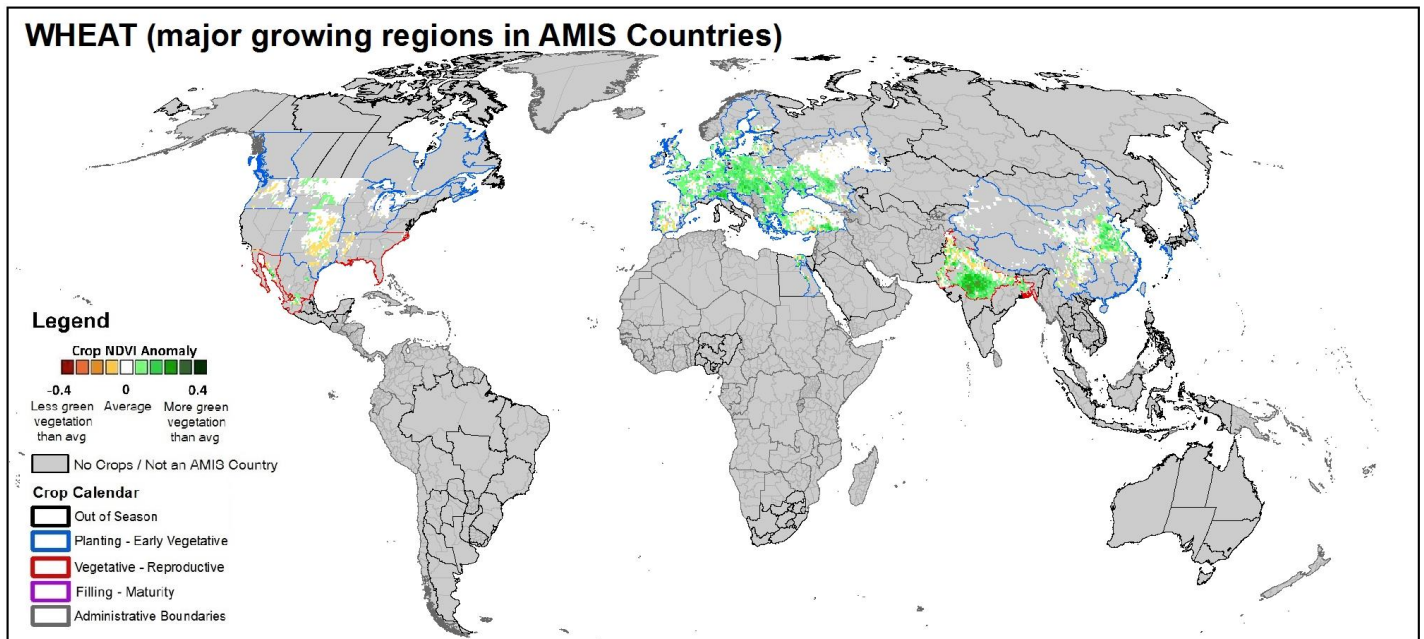 WHEAT (major growing regions in AMIS Countries)
Legend
Crop NDVI Anomaly
-0.4 0 0.4
Less green Average More green
vegetation vegetation
than avg than avg
No Crops / Not an AMIS Country
Crop Calendar
Out of Season
Planting - Early Vegetative
Vegetative - Reproductive
Filling - Maturity
Administrative Boundaries